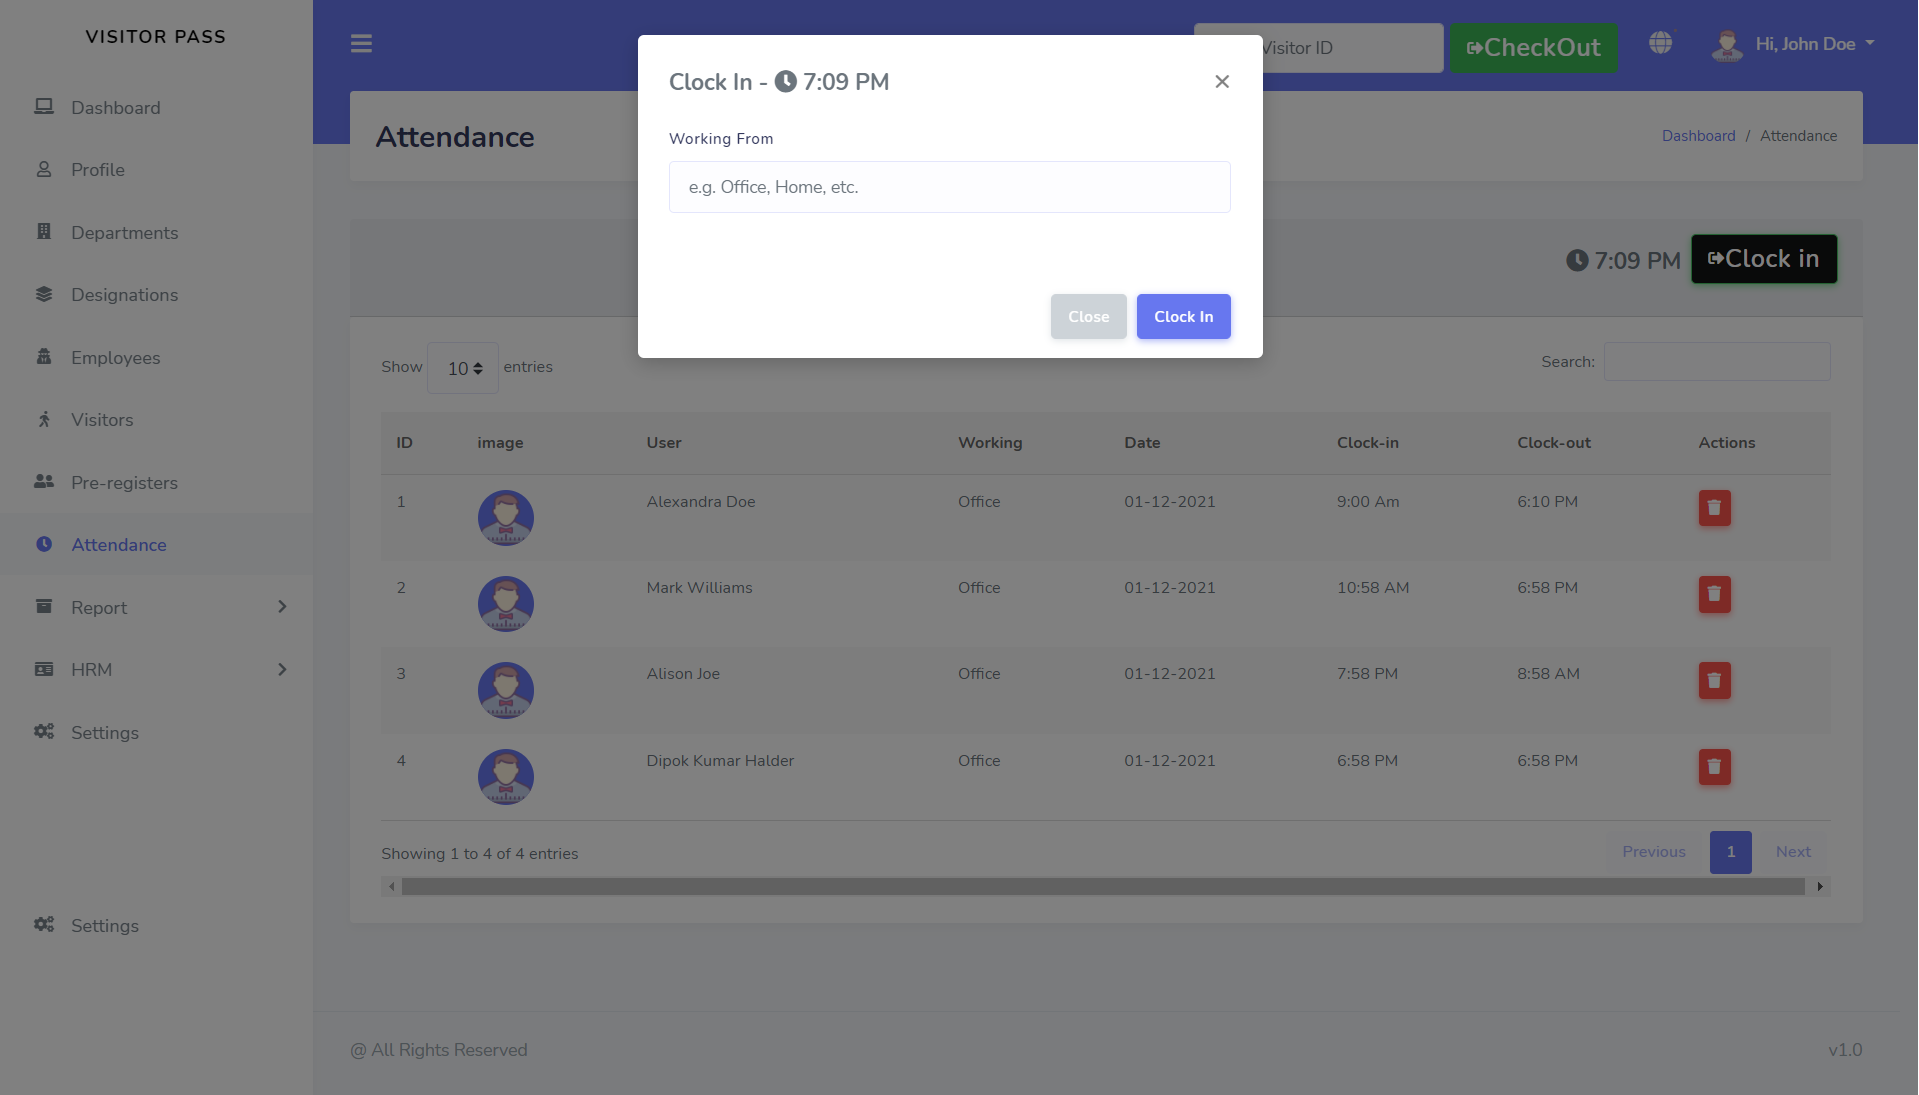 VISITOR PASS
Dashboard
Profile
Departments
Designations
Employees
Visitors
Pre-registers
Attendance
Report
HRM
Settings
Settings
Visitor ID
CheckOut
Hi, John Doe
Attendance
Dashboard / Attendance
Clock In - 7:09 PM
×
Working From
e.g. Office, Home, etc.
Close
Clock In
7:09 PM
Clock in
Show 10 entries
Search:
ID image User Working Date Clock-in Clock-out Actions
1 Alexandra Doe Office 01-12-2021 9:00 Am 6:10 PM
2 Mark Williams Office 01-12-2021 10:58 AM 6:58 PM
3 Alison Joe Office 01-12-2021 7:58 PM 8:58 AM
4 Dipok Kumar Halder Office 01-12-2021 6:58 PM 6:58 PM
Showing 1 to 4 of 4 entries
Previous 1 Next
@ All Rights Reserved
v1.0